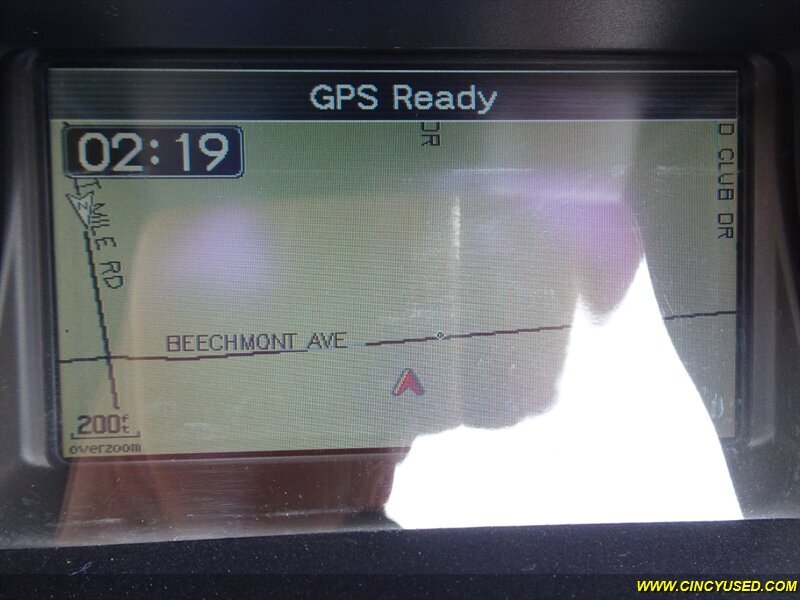 GPS Ready
02:19
DR
D CLUB DR
N
MILE RD
BEECHMONT AVE
200ft
overzoom
WWW.CINCYUSED.COM